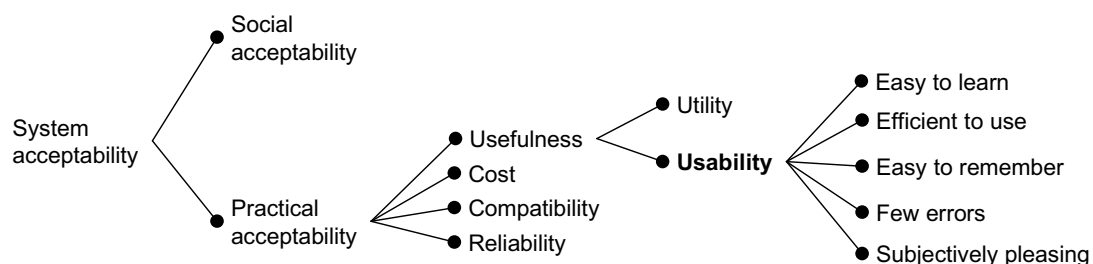 Social
acceptability
System
acceptability
Practical
acceptability
Usefulness
Cost
Compatibility
Reliability
Utility
Usability
Easy to learn
Efficient to use
Easy to remember
Few errors
Subjectively pleasing